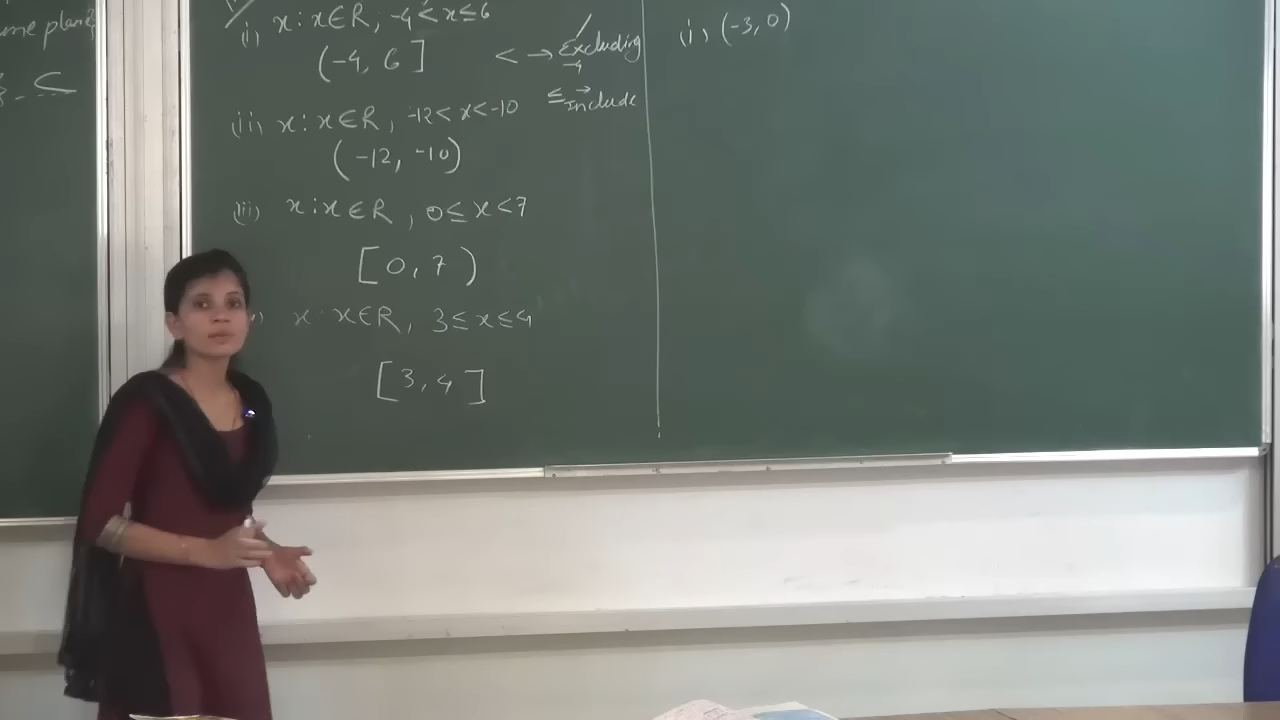 me plane}
(i) x : x ∈ R, -4 < x ≤ 6
(-4, 6]
< → Excluding
-4
≤ → Include
(ii) x : x ∈ R, -12 < x < -10
(-12, -10)
(iii) x : x ∈ R, 0 ≤ x < 7
[0, 7)
x : x ∈ R, 3 ≤ x ≤ 4
[3, 4]
(i) (-3, 0)